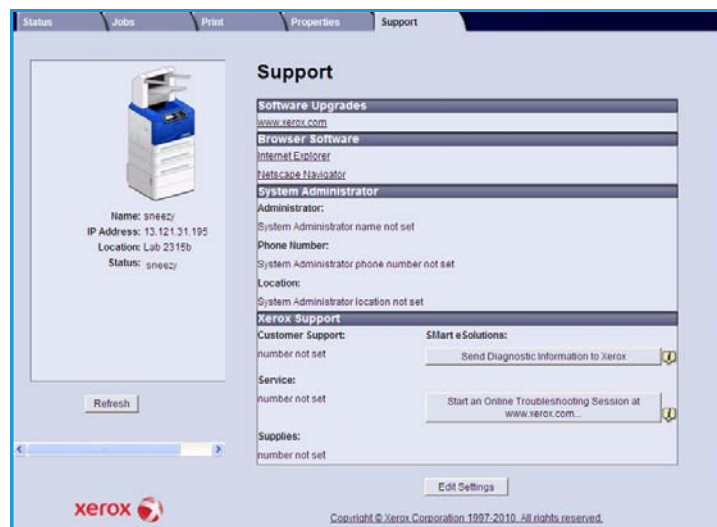 Status Jobs Print Properties Support
Name: sneezy
IP Address: 13.121.31.195
Location: Lab 2315b
Status: sneezy
Refresh
xerox
Support
Software Upgrades
www.xerox.com
Browser Software
Internet Explorer
Netscape Navigator
System Administrator
Administrator:
System Administrator name not set
Phone Number:
System Administrator phone number not set
Location:
System Administrator location not set
Xerox Support
Customer Support: SMart eSolutions:
number not set Send Diagnostic Information to Xerox
Service:
number not set Start an Online Troubleshooting Session at
www.xerox.com...
Supplies:
number not set
Edit Settings
Copyright © Xerox Corporation 1997-2010. All rights reserved.